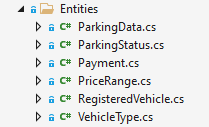 Entities
C# ParkingData.cs
C# ParkingStatus.cs
C# Payment.cs
C# PriceRange.cs
C# RegisteredVehicle.cs
C# VehicleType.cs